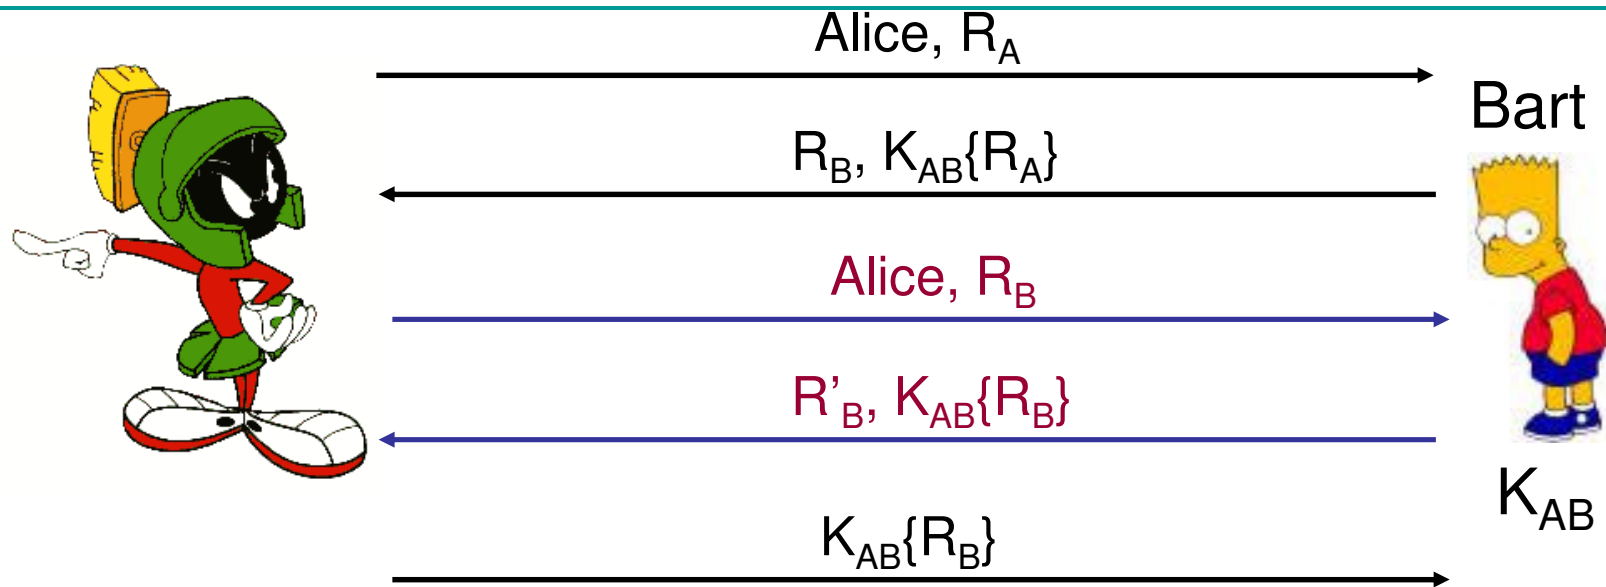 Alice, R_A
Bart
R_B, K_AB{R_A}
Alice, R_B
R’_B, K_AB{R_B}
K_AB
K_AB{R_B}